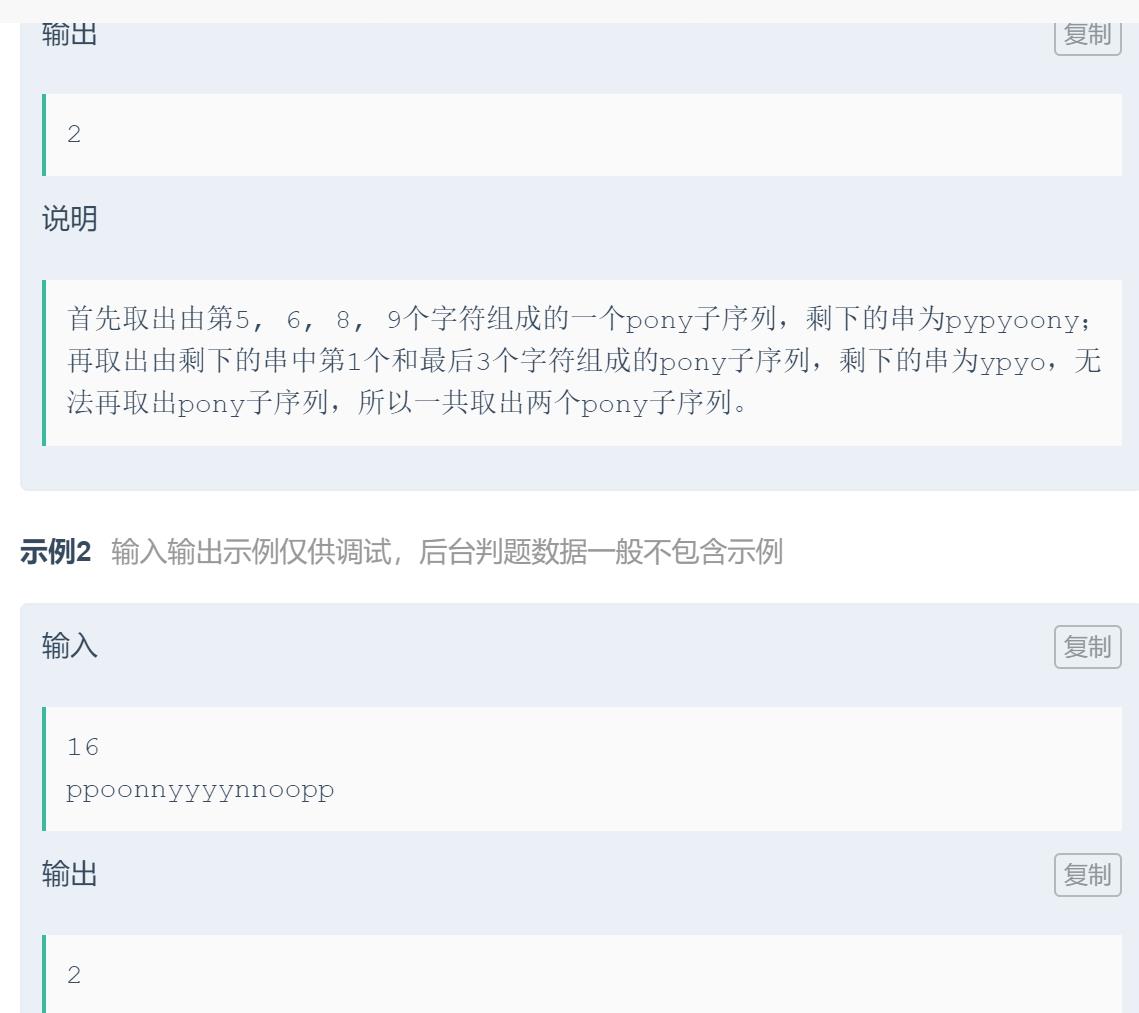 输出
复制
2
说明
首先取出由第5, 6, 8, 9个字符组成的一个pony子序列，剩下的串为pypyoony；
再取出由剩下的串中第1个和最后3个字符组成的pony子序列，剩下的串为ypyo，无
法再取出pony子序列，所以一共取出两个pony子序列。
示例2 输入输出示例仅供调试，后台判题数据一般不包含示例
输入
复制
16
ppoonnyyyynnoopp
输出
复制
2